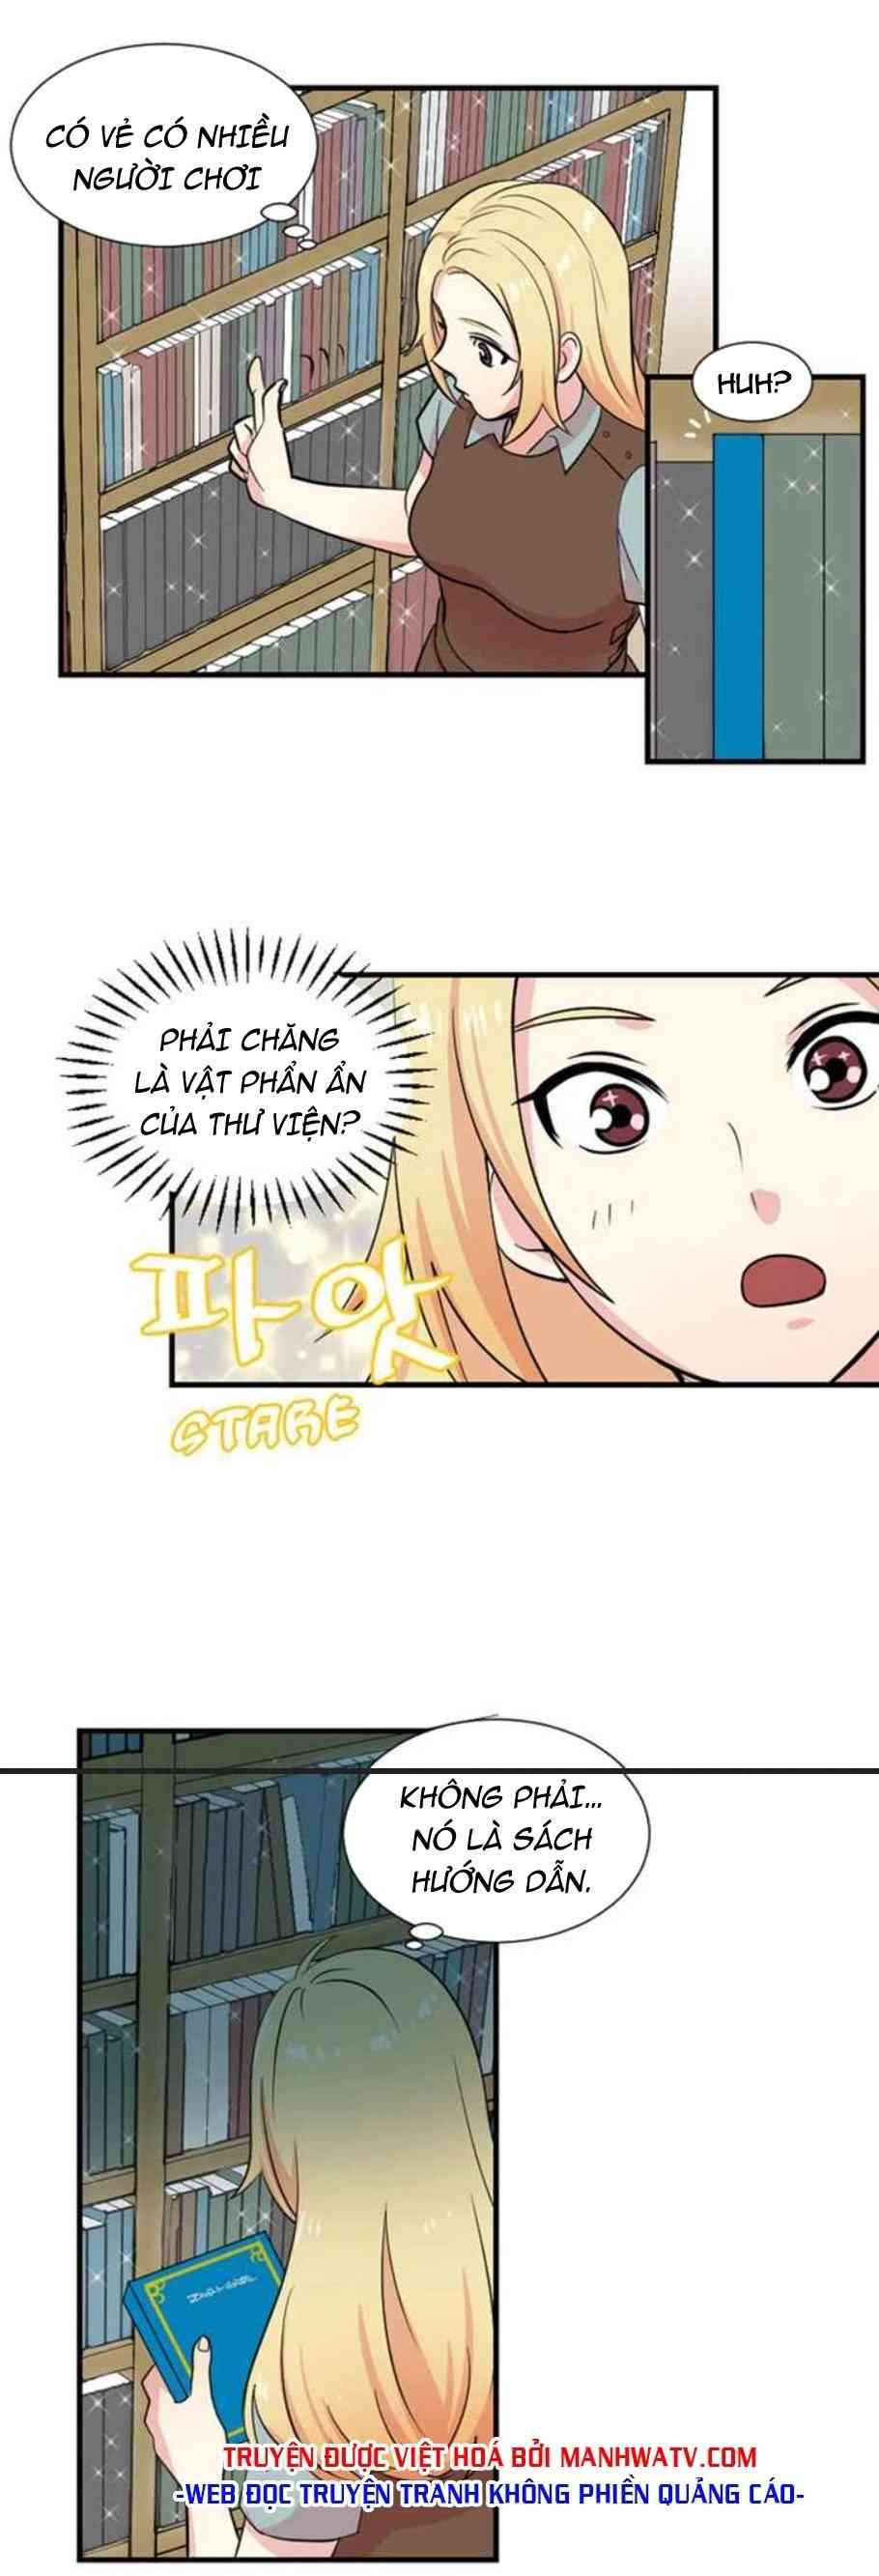 CÓ VẺ CÓ NHIỀU
NGƯỜI CHƠI
HUH?
PHẢI CHĂNG
LÀ VẬT PHẨN ẨN
CỦA THƯ VIỆN?
파앗
STARE
KHÔNG PHẢI...
NÓ LÀ SÁCH
HƯỚNG DẪN.
TRUYỆN ĐƯỢC VIỆT HOÁ BỞI MANHWATV.COM
-WEB ĐỌC TRUYỆN TRANH KHÔNG PHIỀN QUẢNG CÁO-